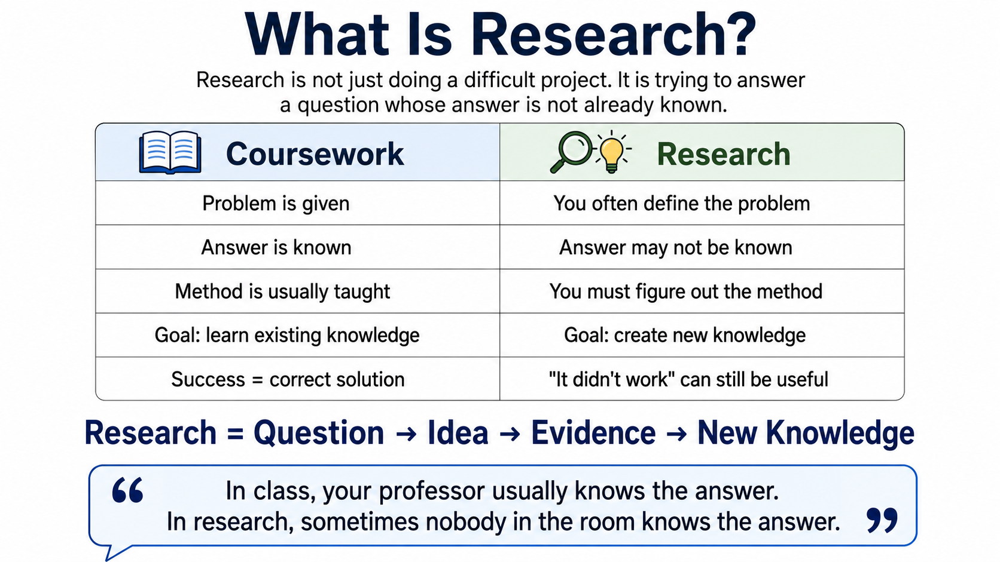 What Is Research?
Research is not just doing a difficult project. It is trying to answer
a question whose answer is not already known.
Coursework
Research
Problem is given
You often define the problem
Answer is known
Answer may not be known
Method is usually taught
You must figure out the method
Goal: learn existing knowledge
Goal: create new knowledge
Success = correct solution
"It didn't work" can still be useful
Research = Question → Idea → Evidence → New Knowledge
“ In class, your professor usually knows the answer.
In research, sometimes nobody in the room knows the answer. ”